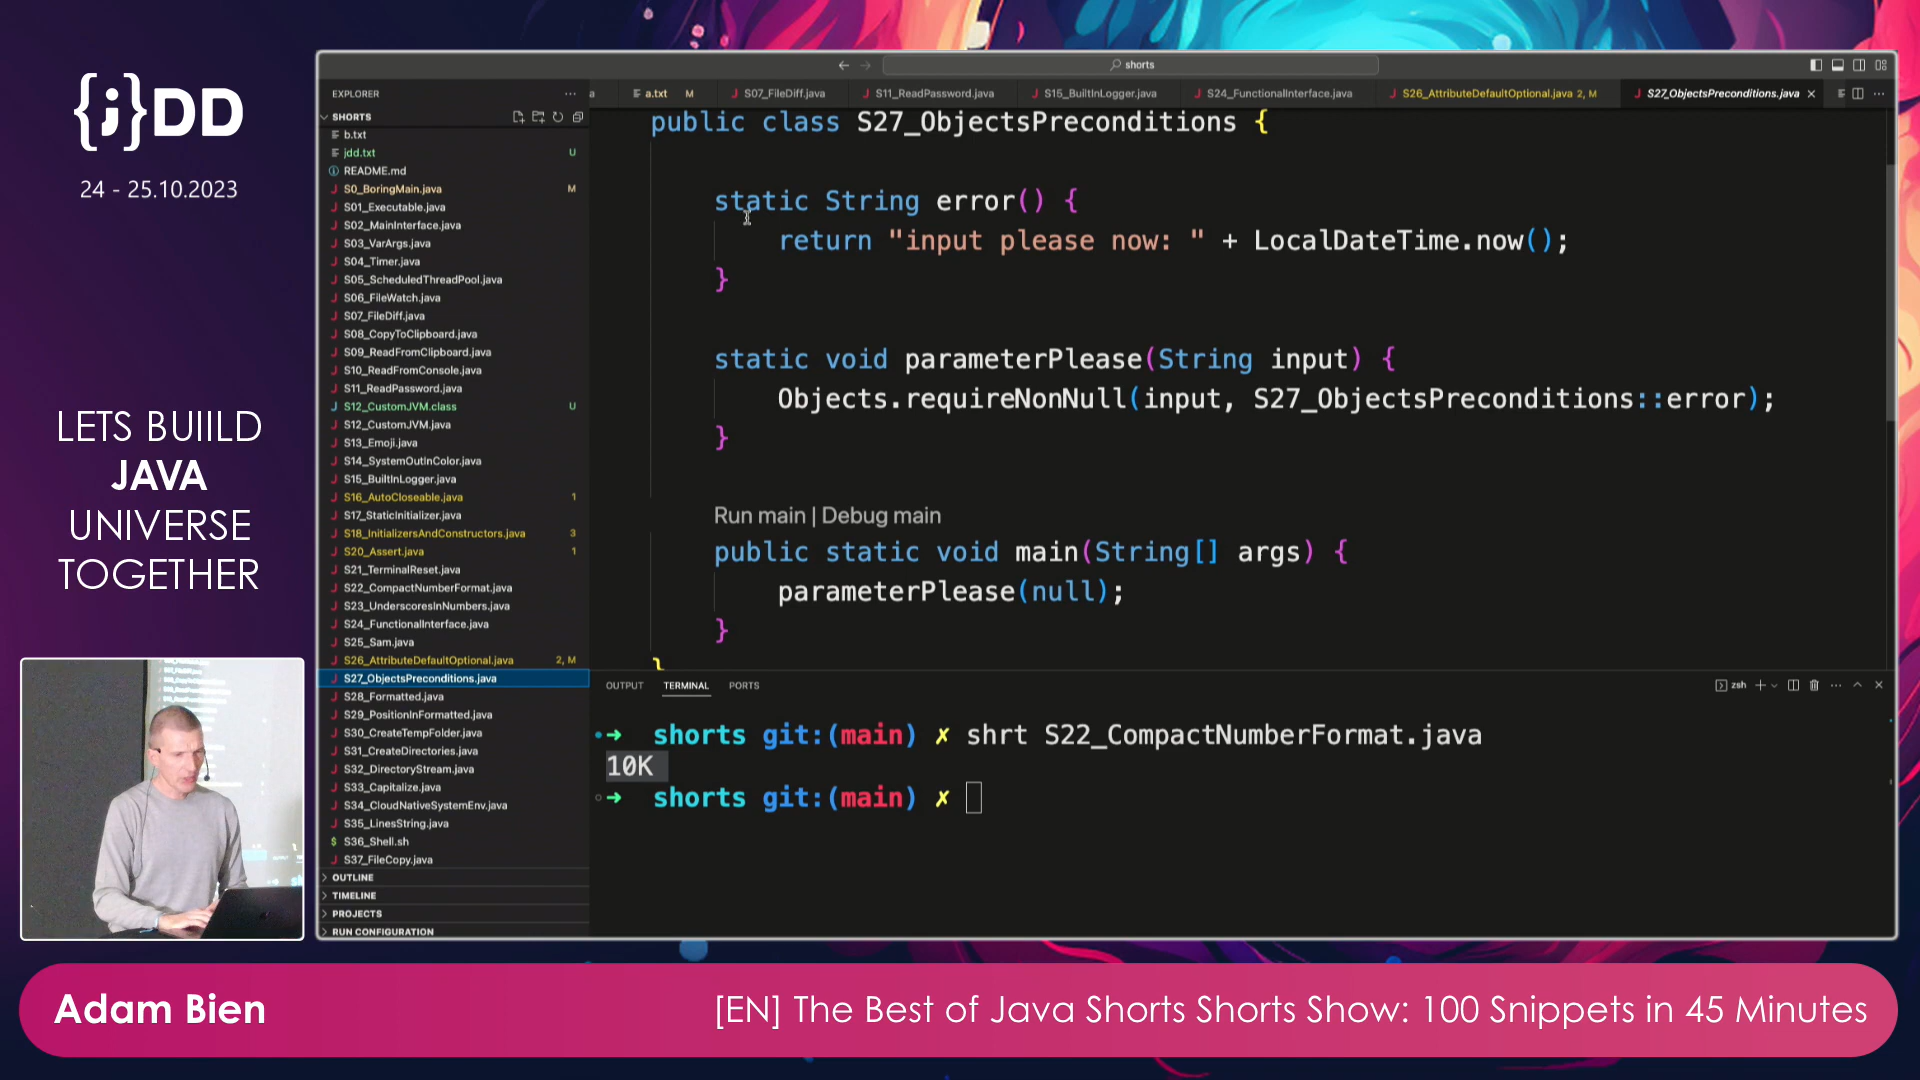 {j}DD
24 - 25.10.2023
LETS BUIILD
JAVA
UNIVERSE
TOGETHER
shorts
EXPLORER
a
a.txt M
S07_FileDiff.java
S11_ReadPassword.java
S15_BuiltInLogger.java
S24_FunctionalInterface.java
S26_AttributeDefaultOptional.java 2, M
S27_ObjectsPreconditions.java
SHORTS
b.txt
jdd.txt U
README.md
S0_BoringMain.java M
S01_Executable.java
S02_MainInterface.java
S03_VarArgs.java
S04_Timer.java
S05_ScheduledThreadPool.java
S06_FileWatch.java
S07_FileDiff.java
S08_CopyToClipboard.java
S09_ReadFromClipboard.java
S10_ReadFromConsole.java
S11_ReadPassword.java
S12_CustomJVM.class U
S12_CustomJVM.java
S13_Emoji.java
S14_SystemOutInColor.java
S15_BuiltInLogger.java
S16_AutoCloseable.java 1
S17_StaticInitializer.java
S18_InitializersAndConstructors.java 3
S20_Assert.java 1
S21_TerminalReset.java
S22_CompactNumberFormat.java
S23_UnderscoresInNumbers.java
S24_FunctionalInterface.java
S25_Sam.java
S26_AttributeDefaultOptional.java 2, M
S27_ObjectsPreconditions.java
S28_Formatted.java
S29_PositionInFormatted.java
S30_CreateTempFolder.java
S31_CreateDirectories.java
S32_DirectoryStream.java
S33_Capitalize.java
S34_CloudNativeSystemEnv.java
S35_LinesString.java
$ S36_Shell.sh
S37_FileCopy.java
OUTLINE
TIMELINE
PROJECTS
RUN CONFIGURATION
public class S27_ObjectsPreconditions {
static String error() {
return "input please now: " + LocalDateTime.now();
}
static void parameterPlease(String input) {
Objects.requireNonNull(input, S27_ObjectsPreconditions::error);
}
Run main | Debug main
public static void main(String[] args) {
parameterPlease(null);
}
}
OUTPUT TERMINAL PORTS
zsh
➜ shorts git:(main) ✗ shrt S22_CompactNumberFormat.java
10K
➜ shorts git:(main) ✗
Adam Bien
[EN] The Best of Java Shorts Shorts Show: 100 Snippets in 45 Minutes